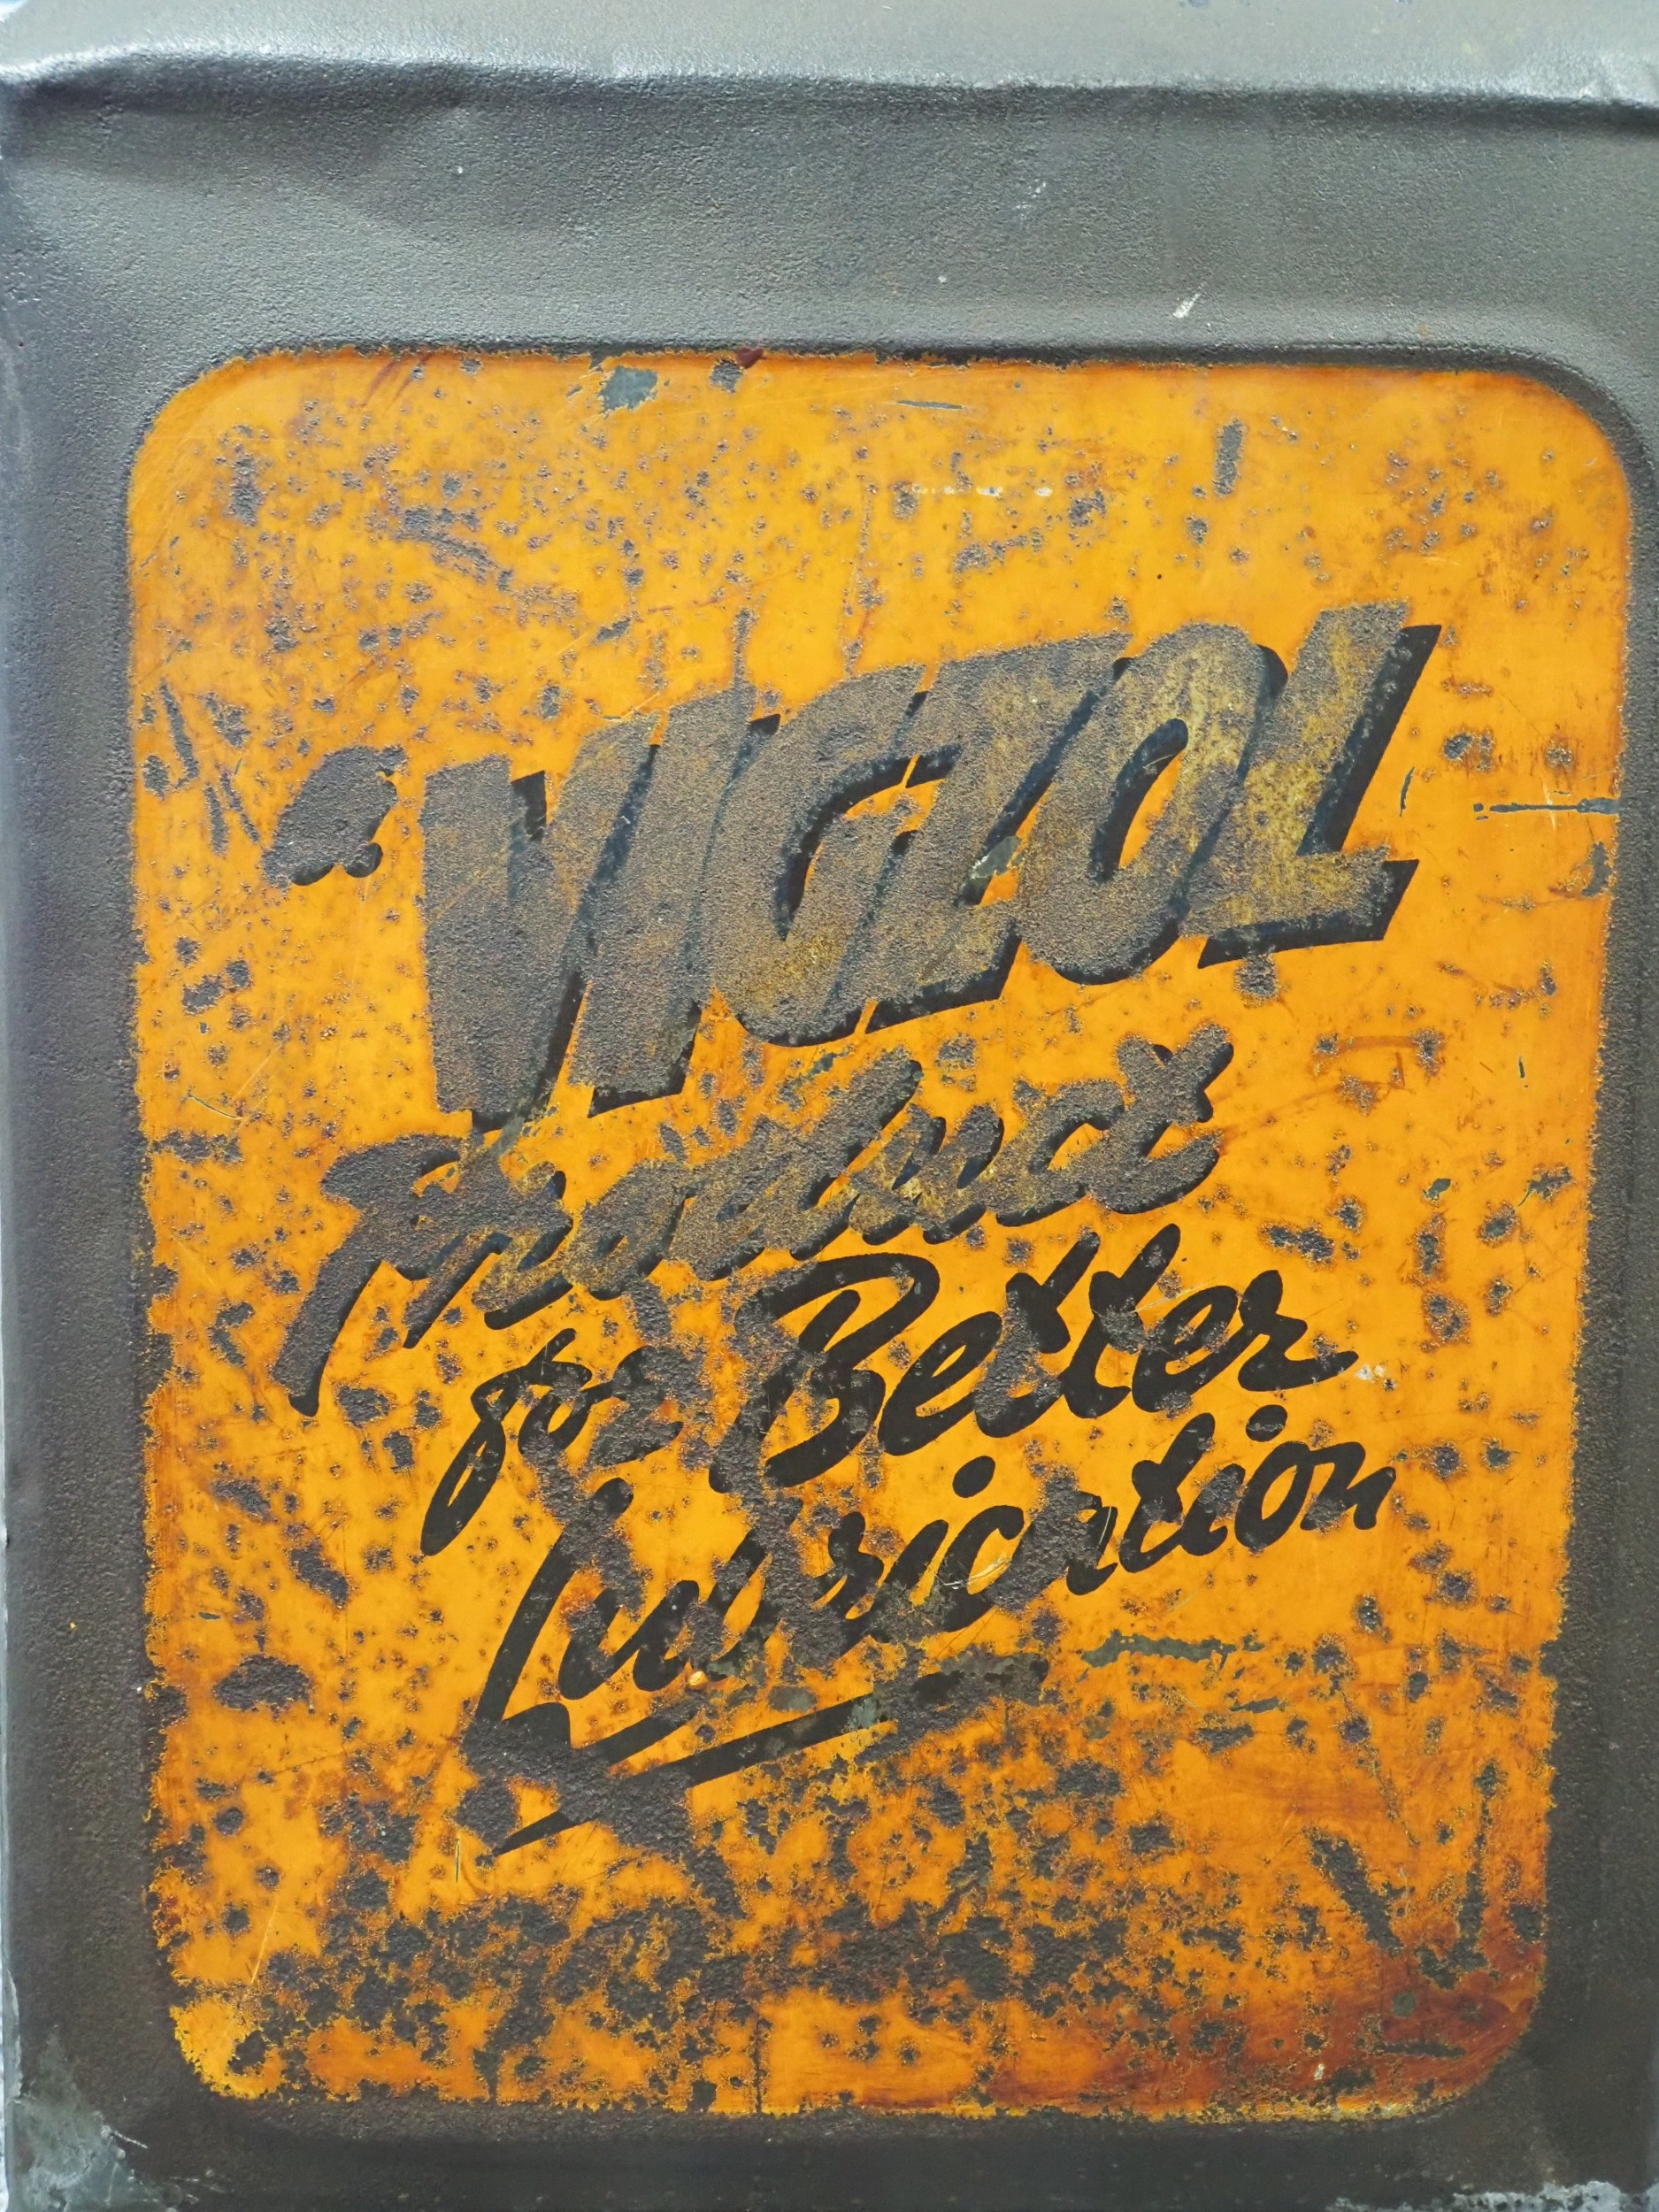 A VIGZOL
Product
for Better
Lubrication